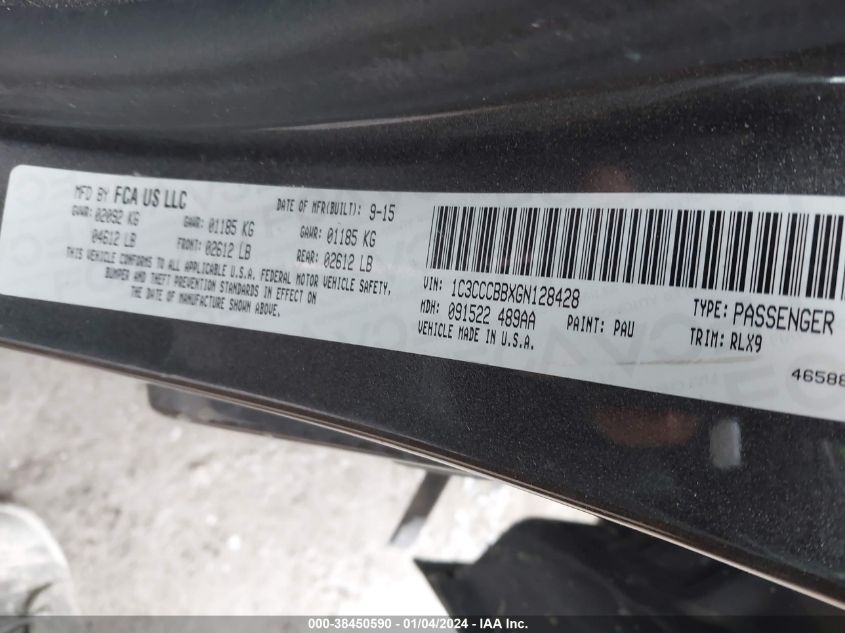 MFD BY FCA US LLC
DATE OF MFR(BUILT): 9-15
GVWR: 02092 KG
04612 LB
GAWR: 01185 KG
FRONT: 02612 LB
GAWR: 01185 KG
REAR: 02612 LB
THIS VEHICLE CONFORMS TO ALL APPLICABLE U.S.A. FEDERAL MOTOR VEHICLE SAFETY,
BUMPER AND THEFT PREVENTION STANDARDS IN EFFECT ON
THE DATE OF MANUFACTURE SHOWN ABOVE.
VIN: 1C3CCCBBXGN128428
TYPE: PASSENGER
MDH: 091522 489AA
PAINT: PAU
TRIM: RLX9
VEHICLE MADE IN U.S.A.
46588
000-38450590 - 01/04/2024 - IAA Inc.